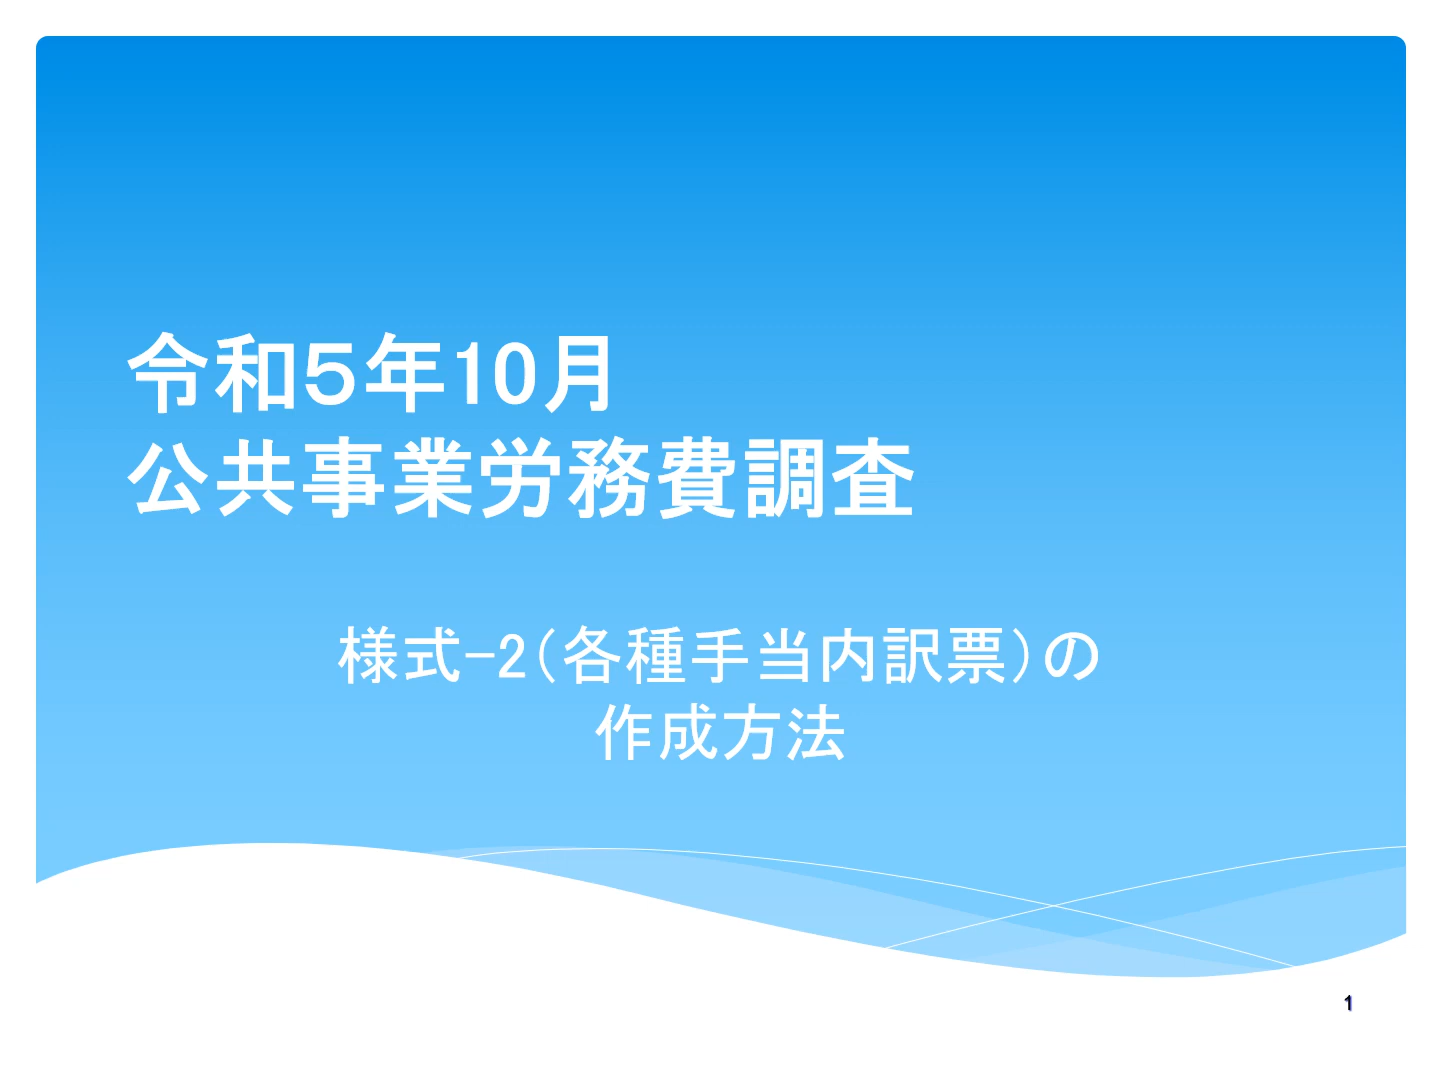 令和５年10月
公共事業労務費調査
様式-2（各種手当内訳票）の
作成方法
1